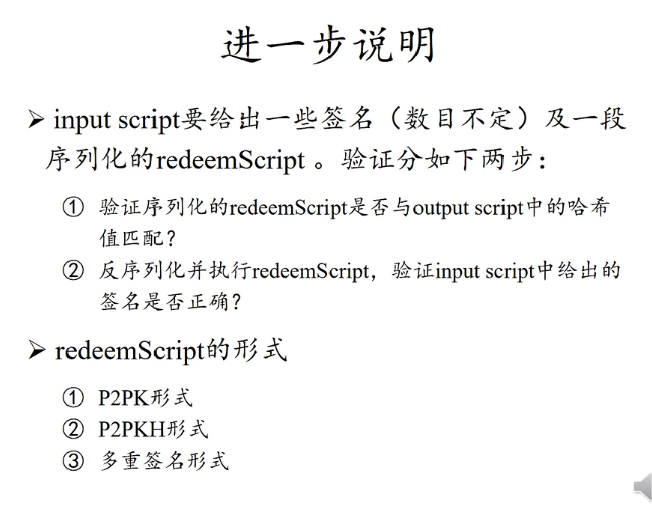 进一步说明
➢ input script要给出一些签名（数目不定）及一段
序列化的redeemScript 。验证分如下两步：
① 验证序列化的redeemScript是否与output script中的哈希
值匹配？
② 反序列化并执行redeemScript，验证input script中给出的
签名是否正确？
➢ redeemScript的形式
① P2PK形式
② P2PKH形式
③ 多重签名形式